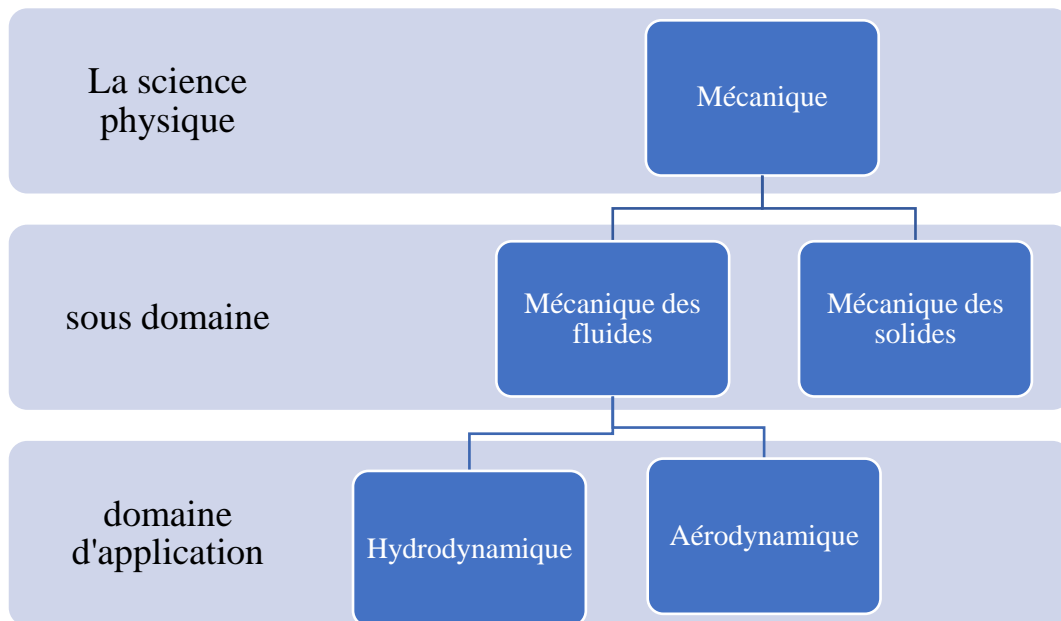 La science
physique
Mécanique
sous domaine
Mécanique des
fluides
Mécanique des
solides
domaine
d'application
Hydrodynamique
Aérodynamique